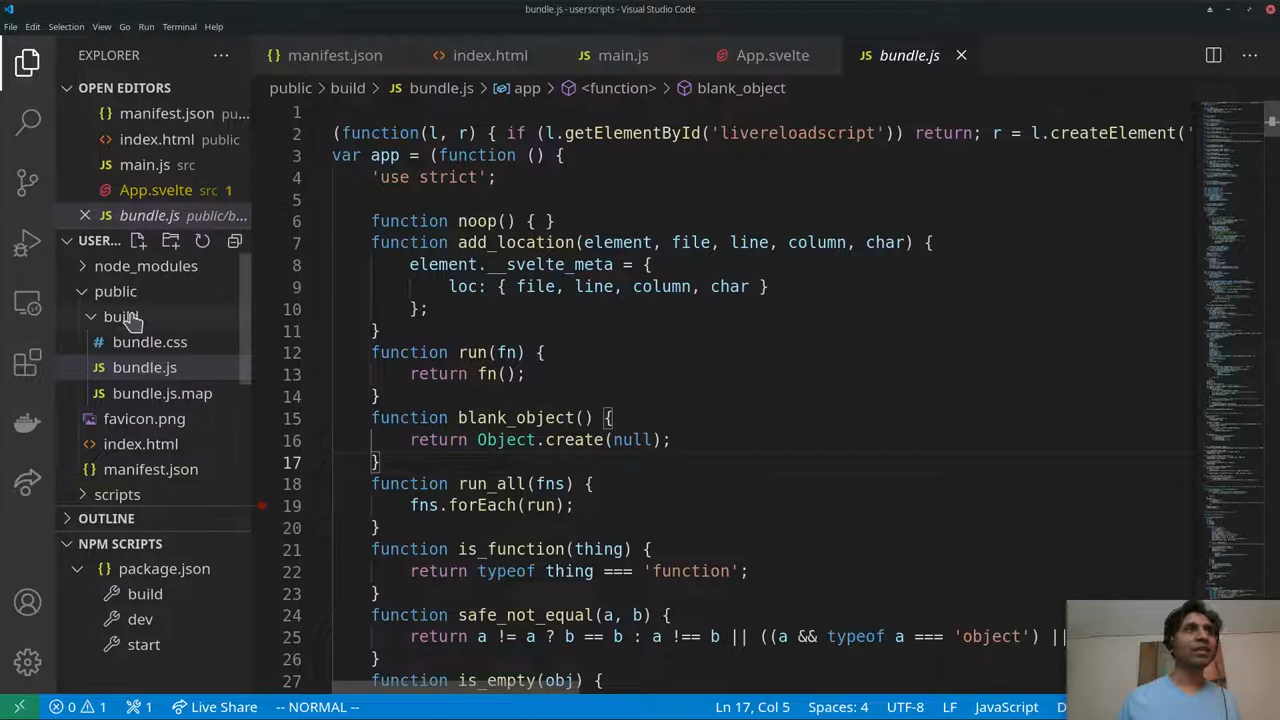 bundle.js - userscripts - Visual Studio Code
File Edit Selection View Go Run Terminal Help
EXPLORER
OPEN EDITORS
manifest.json pu...
index.html public
main.js src
App.svelte src 1
bundle.js public/b...
USER...
node_modules
public
build
bundle.css
bundle.js
bundle.js.map
favicon.png
index.html
manifest.json
scripts
OUTLINE
NPM SCRIPTS
package.json
build
dev
start
manifest.json index.html main.js App.svelte bundle.js
public > build > bundle.js > app > <function> > blank_object
1
2 (function(l, r) { if (l.getElementById('livereloadscript')) return; r = l.createElement('
3 var app = (function () {
4 'use strict';
5
6 function noop() { }
7 function add_location(element, file, line, column, char) {
8 element.__svelte_meta = {
9 loc: { file, line, column, char }
10 };
11 }
12 function run(fn) {
13 return fn();
14 }
15 function blank_object() {
16 return Object.create(null);
17 }
18 function run_all(fns) {
19 fns.forEach(run);
20 }
21 function is_function(thing) {
22 return typeof thing === 'function';
23 }
24 function safe_not_equal(a, b) {
25 return a != a ? b == b : a !== b || ((a && typeof a === 'object') ||
26 }
27 function is_empty(obj) {
0 1 1 Live Share -- NORMAL -- Ln 17, Col 5 Spaces: 4 UTF-8 LF JavaScript